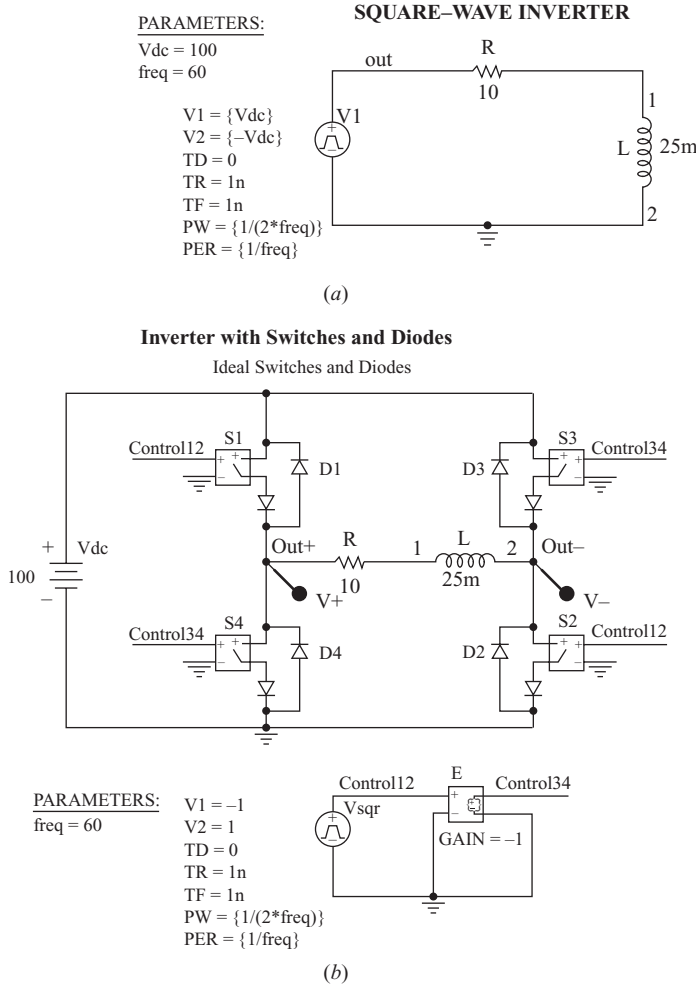 SQUARE–WAVE INVERTER
PARAMETERS:
Vdc = 100
freq = 60
out
R
10
V1 = {Vdc}
V2 = {–Vdc}
TD = 0
TR = 1n
TF = 1n
PW = {1/(2*freq)}
PER = {1/freq}
+
V1
–
1
L
25m
2
(a)
Inverter with Switches and Diodes
Ideal Switches and Diodes
Control12
S1
+
+
–
D1
S3
Control34
+
+
–
D3
+
Vdc
100
–
Out+
R
10
1
L
2
25m
Out–
V+
V–
Control34
S4
+
+
–
D4
S2
Control12
+
+
–
D2
PARAMETERS:
freq = 60
V1 = –1
V2 = 1
TD = 0
TR = 1n
TF = 1n
PW = {1/(2*freq)}
PER = {1/freq}
Control12
E
Control34
+
Vsqr
–
+
–
+
–
GAIN = –1
(b)